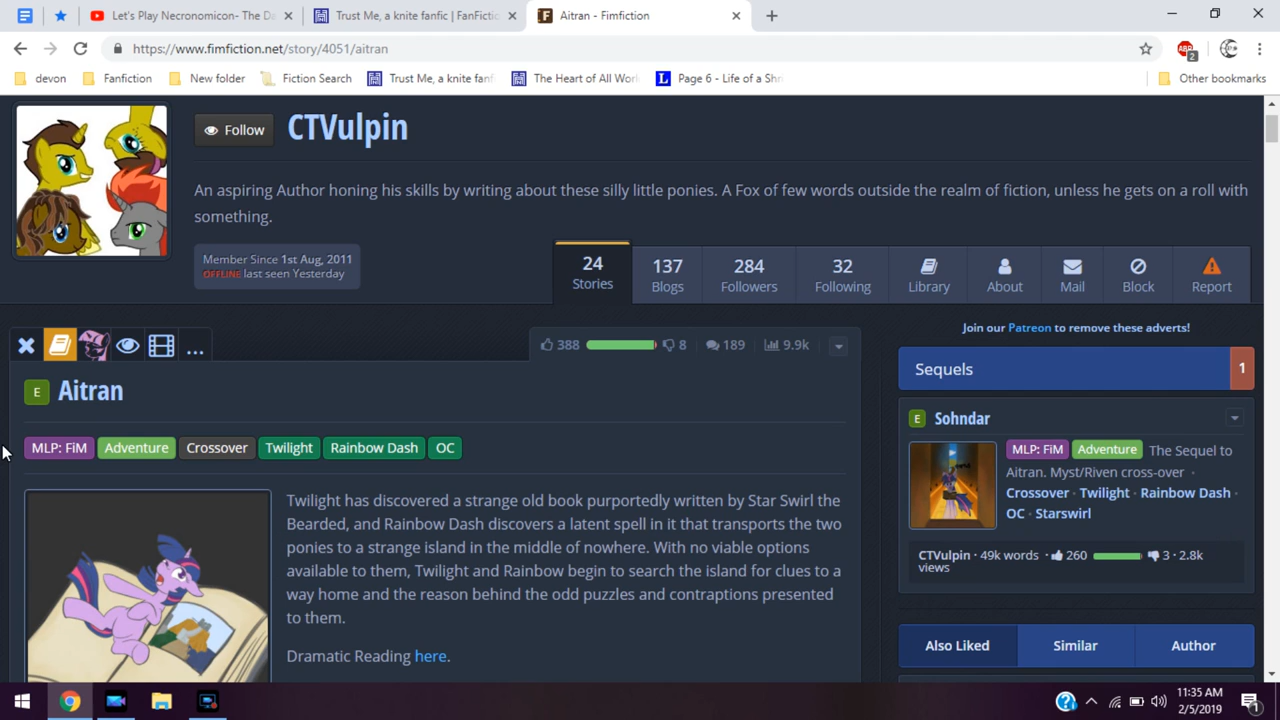 Let's Play Necronomicon- The Da
Trust Me, a knite fanfic | FanFictio
Aitran - Fimfiction
https://www.fimfiction.net/story/4051/aitran
ABP
2
devon
Fanfiction
New folder
Fiction Search
Trust Me, a knite fanf
The Heart of All Work
L Page 6 - Life of a Shr
Other bookmarks
Follow
CTVulpin
An aspiring Author honing his skills by writing about these silly little ponies. A Fox of few words outside the realm of fiction, unless he gets on a roll with
something.
Member Since 1st Aug, 2011
OFFLINE last seen Yesterday
24
Stories
137
Blogs
284
Followers
32
Following
Library
About
Mail
Block
Report
Join our Patreon to remove these adverts!
...
388
8
189
9.9k
E
Aitran
MLP: FiM
Adventure
Crossover
Twilight
Rainbow Dash
OC
Twilight has discovered a strange old book purportedly written by Star Swirl the
Bearded, and Rainbow Dash discovers a latent spell in it that transports the two
ponies to a strange island in the middle of nowhere. With no viable options
available to them, Twilight and Rainbow begin to search the island for clues to a
way home and the reason behind the odd puzzles and contraptions presented
to them.
Dramatic Reading here.
Sequels
1
E
Sohndar
MLP: FiM Adventure The Sequel to
Aitran. Myst/Riven cross-over ·
Crossover · Twilight · Rainbow Dash ·
OC · Starswirl
CTVulpin · 49k words · 260 3 · 2.8k
views
Also Liked
Similar
Author
11:35 AM
2/5/2019
1